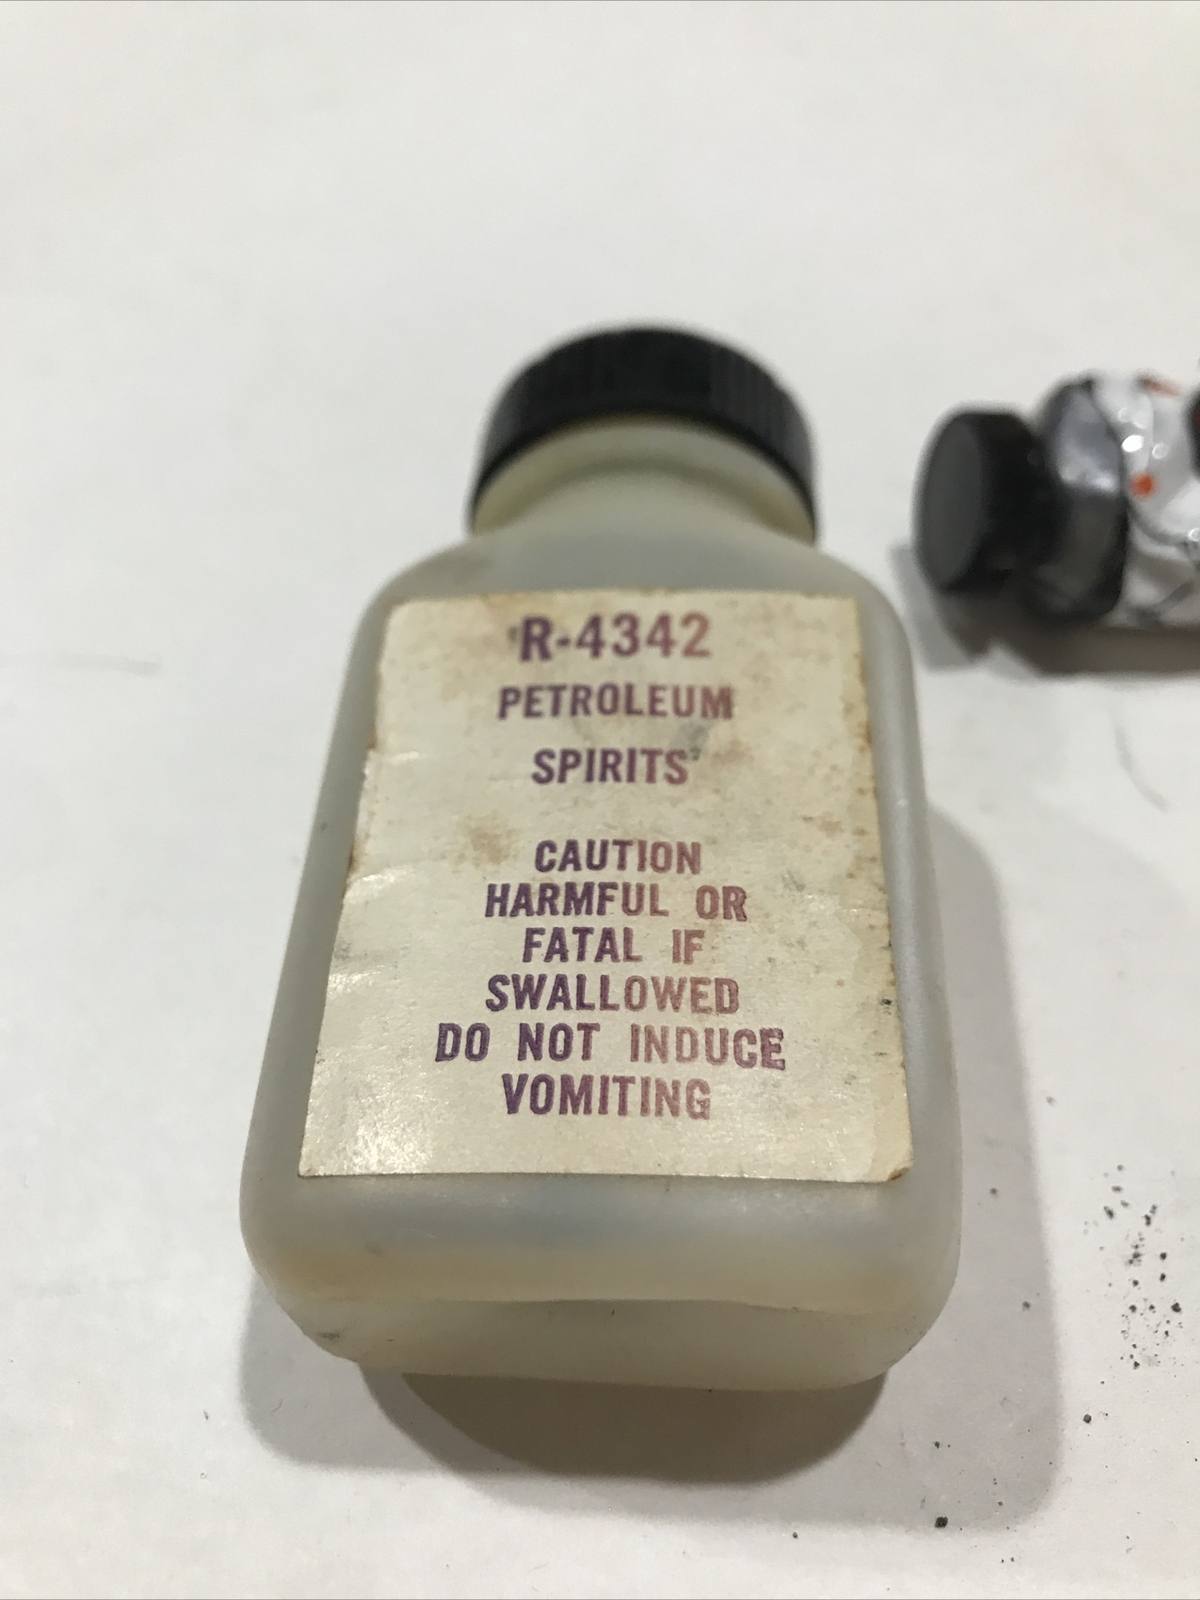 R-4342
PETROLEUM
SPIRITS
CAUTION
HARMFUL OR
FATAL IF
SWALLOWED
DO NOT INDUCE
VOMITING